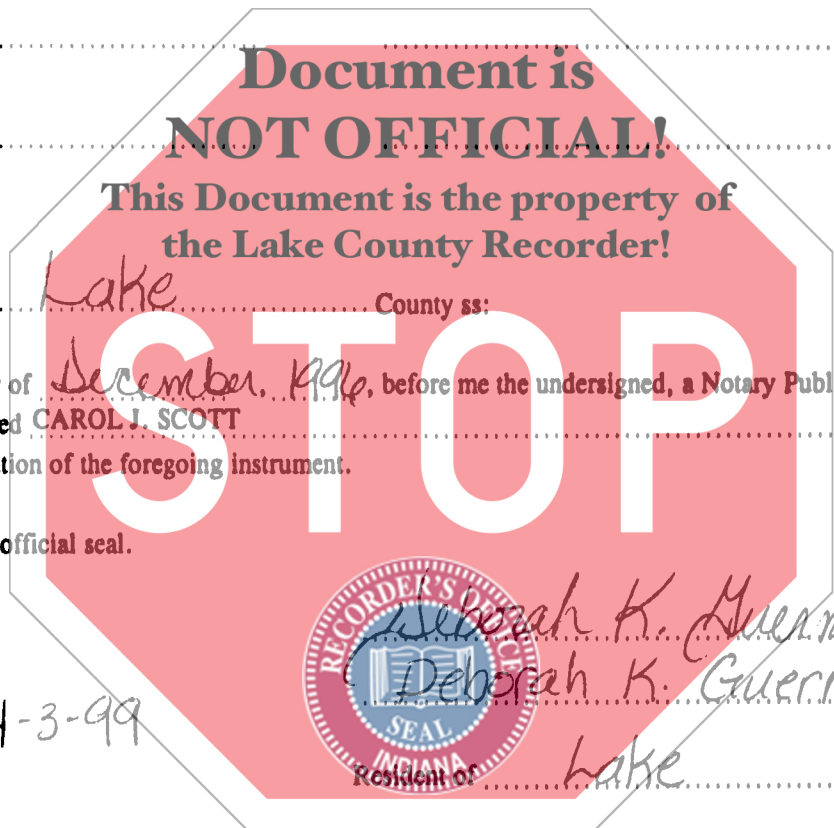 Document is
NOT OFFICIAL!
This Document is the property of
the Lake County Recorder!
Lake County ss:
of December, 1996, before me the undersigned, a Notary Publ
ed CAROL J. SCOTT
tion of the foregoing instrument.
STOP
official seal.
RECORDER'S OFFICE
Deborah K. Guerr
Deborah K. Guerr
SEAL
-3-99
INDIANA
Resident of Lake